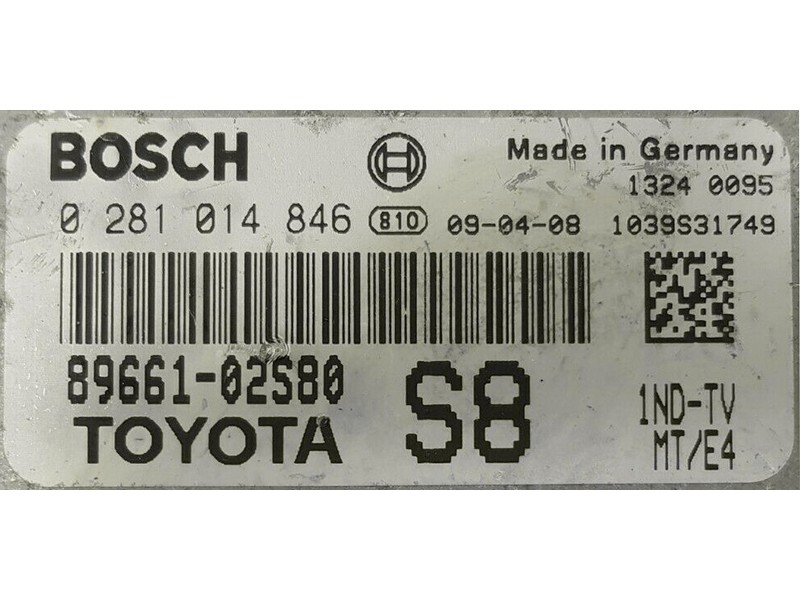 BOSCH
Made in Germany
1324 0095
0 281 014 846 810 09-04-08 1039S31749
89661-02S80
TOYOTA
S8
1ND-TV
MT/E4